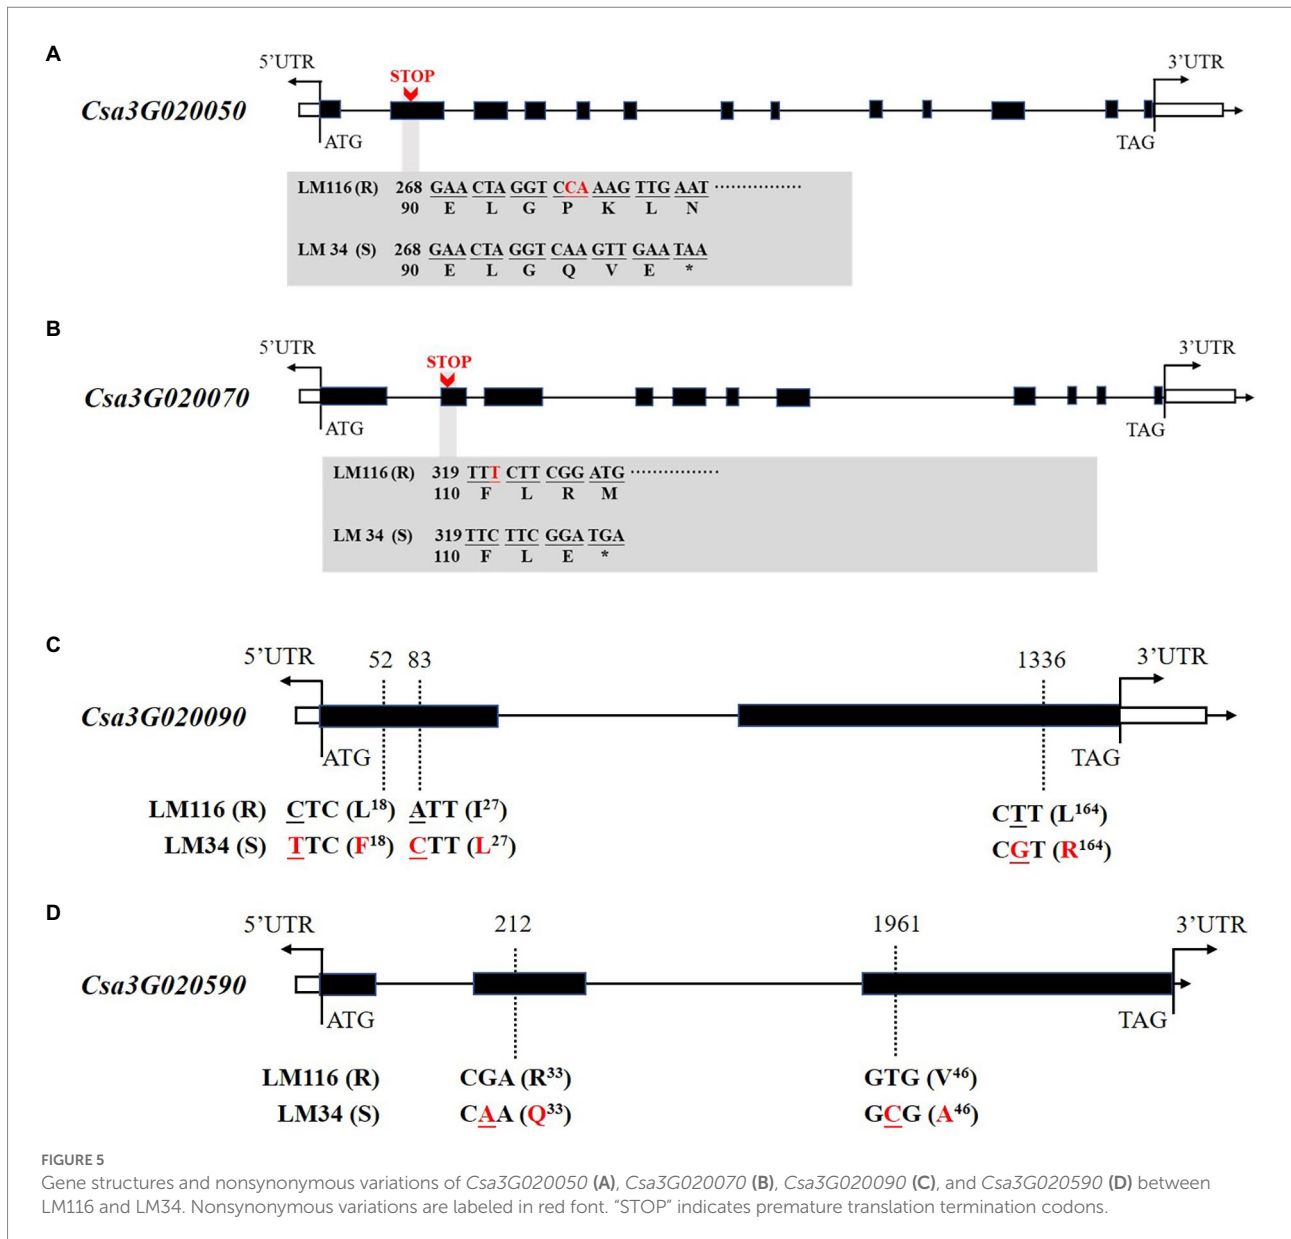 A
5’UTR
STOP
3’UTR
Csa3G020050
ATG
TAG
LM116 (R) 268 GAA CTA GGT CCA AAG TTG AAT ................
90 E L G P K L N
LM 34 (S) 268 GAA CTA GGT CAA GTT GAA TAA
90 E L G Q V E *
B
5’UTR
STOP
3’UTR
Csa3G020070
ATG
TAG
LM116 (R) 319 TTT CTT CGG ATG ................
110 F L R M
LM 34 (S) 319 TTC TTC GGA TGA
110 F L E *
C
5’UTR 52 83 1336 3’UTR
Csa3G020090
ATG
TAG
LM116 (R) CTC (L18) ATT (I27) CTT (L164)
LM34 (S) TTC (F18) CTT (L27) CGT (R164)
D
5’UTR 212 1961 3’UTR
Csa3G020590
ATG
TAG
LM116 (R) CGA (R33) GTG (V46)
LM34 (S) CAA (Q33) GCG (A46)
FIGURE 5
Gene structures and nonsynonymous variations of Csa3G020050 (A), Csa3G020070 (B), Csa3G020090 (C), and Csa3G020590 (D) between
LM116 and LM34. Nonsynonymous variations are labeled in red font. “STOP” indicates premature translation termination codons.